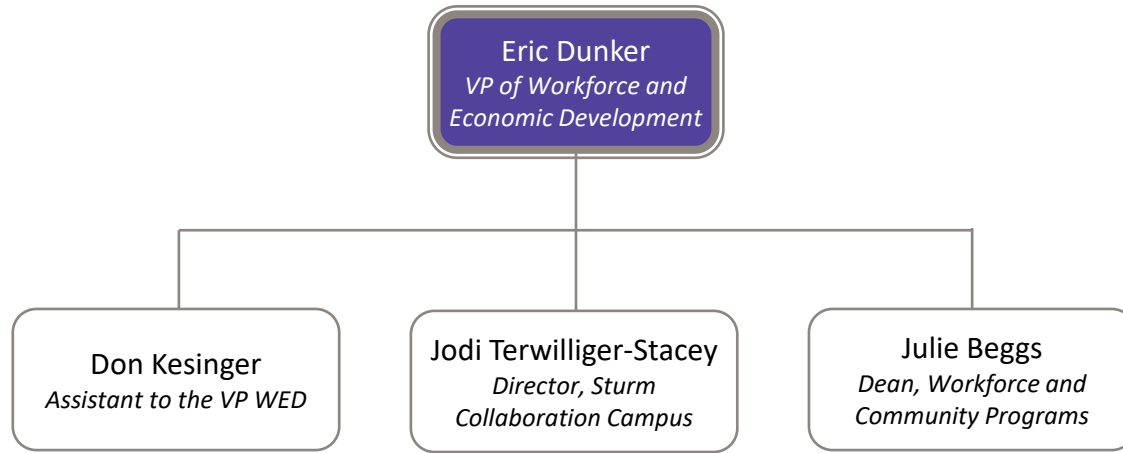 Eric Dunker
VP of Workforce and
Economic Development
Don Kesinger
Assistant to the VP WED
Jodi Terwilliger-Stacey
Director, Sturm
Collaboration Campus
Julie Beggs
Dean, Workforce and
Community Programs